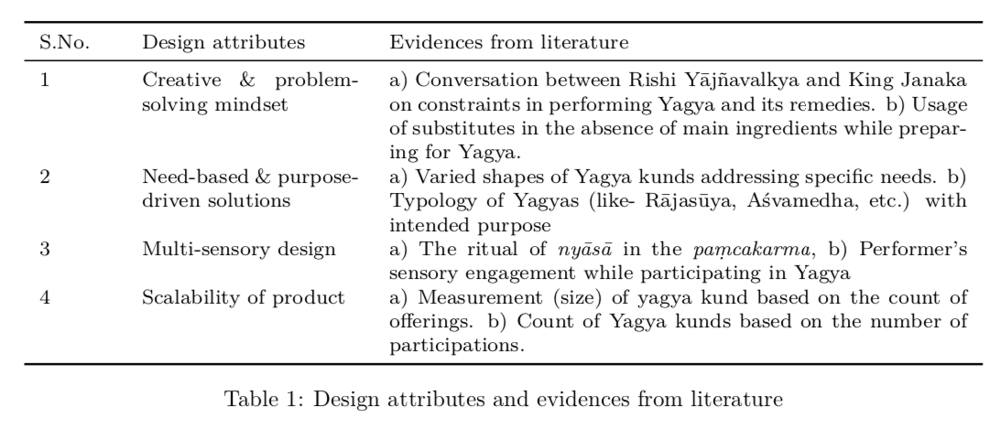 S.No. Design attributes Evidences from literature
1 Creative & problem- a) Conversation between Rishi Yājñavalkya and King Janaka
solving mindset on constraints in performing Yagya and its remedies. b) Usage
of substitutes in the absence of main ingredients while prepar-
ing for Yagya.
2 Need-based & purpose- a) Varied shapes of Yagya kunds addressing specific needs. b)
driven solutions Typology of Yagyas (like- Rājasūya, Aśvamedha, etc.) with
intended purpose
3 Multi-sensory design a) The ritual of nyāsā in the paṃcakarma, b) Performer's
sensory engagement while participating in Yagya
4 Scalability of product a) Measurement (size) of yagya kund based on the count of
offerings. b) Count of Yagya kunds based on the number of
participations.
Table 1: Design attributes and evidences from literature